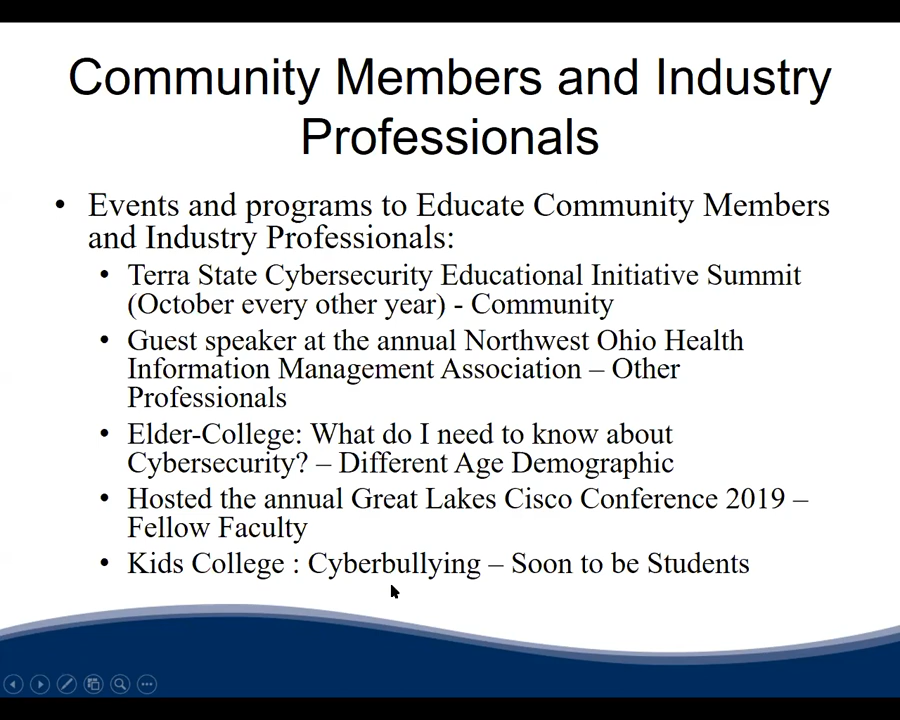 Community Members and Industry
Professionals
• Events and programs to Educate Community Members
and Industry Professionals:
• Terra State Cybersecurity Educational Initiative Summit
(October every other year) - Community
• Guest speaker at the annual Northwest Ohio Health
Information Management Association – Other
Professionals
• Elder-College: What do I need to know about
Cybersecurity? – Different Age Demographic
• Hosted the annual Great Lakes Cisco Conference 2019 –
Fellow Faculty
• Kids College : Cyberbullying – Soon to be Students